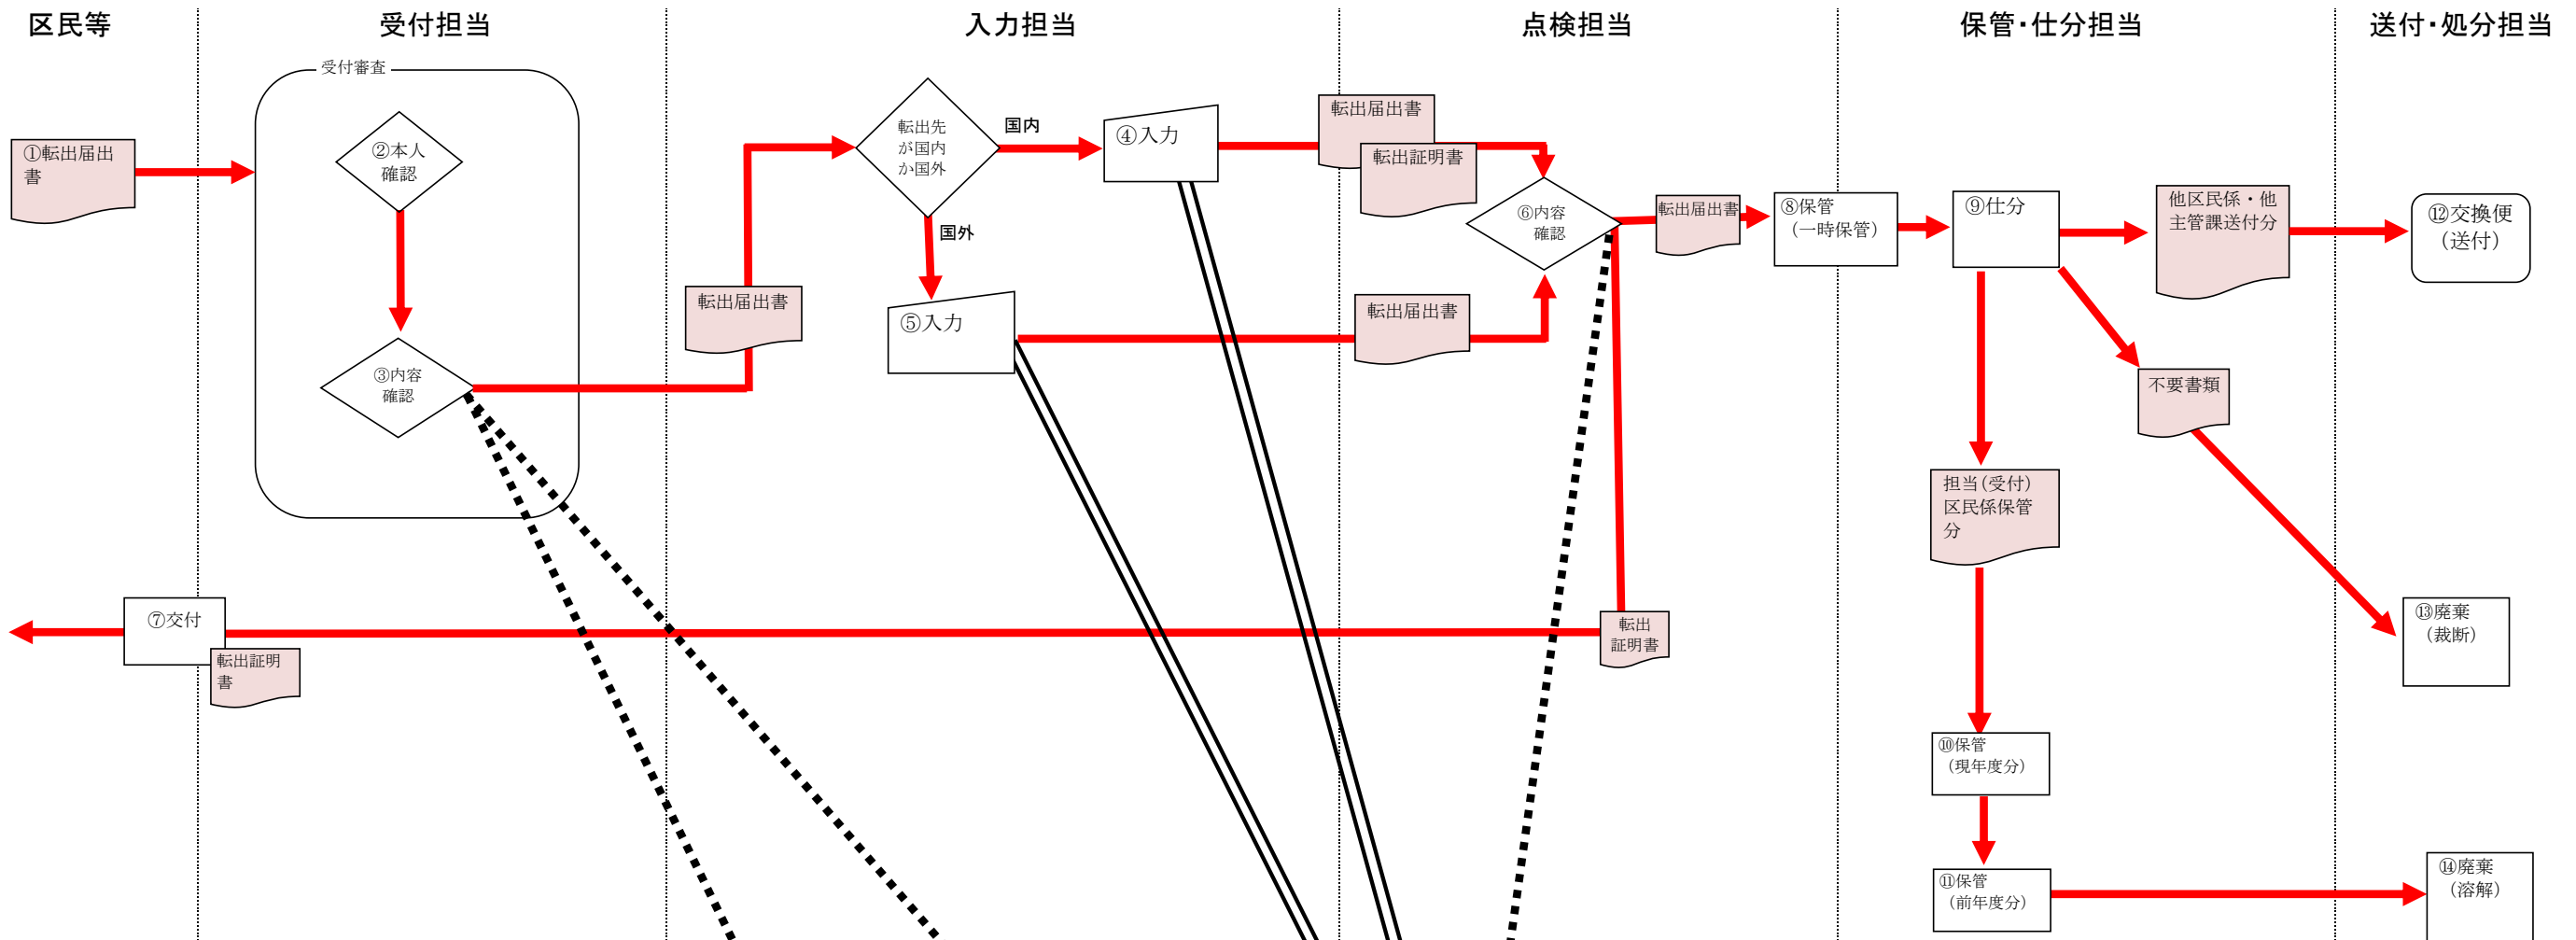 区民等
受付担当
入力担当
点検担当
保管・仕分担当
送付・処分担当
受付審査
①転出届出
書
②本人
確認
③内容
確認
転出届出書
転出先
が国内
か国外
国内
国外
④入力
⑤入力
転出届出書
転出証明書
転出届出書
⑥内容
確認
転出届出書
転出
証明書
⑦交付
転出証明
書
⑧保管
（一時保管）
⑨仕分
他区民係・他
主管課送付分
不要書類
担当（受付）
区民係保管
分
⑩保管
（現年度分）
⑪保管
（前年度分）
⑫交換便
（送付）
⑬廃棄
（裁断）
⑭廃棄
（溶解）